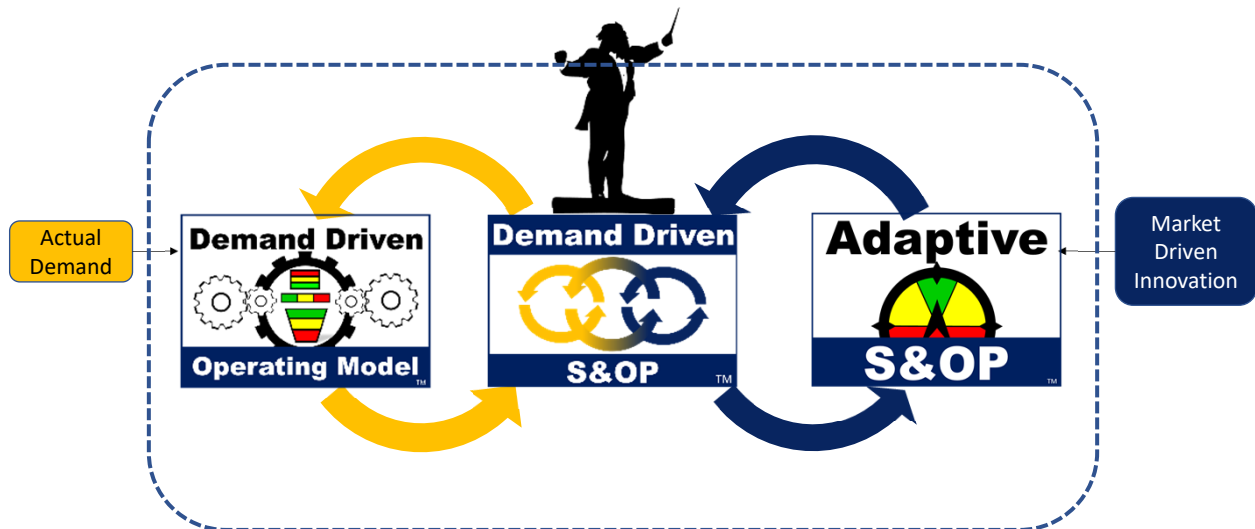 Actual
Demand
Demand Driven
Operating Model
TM
Demand Driven
S&OP
TM
Adaptive
S&OP
TM
Market
Driven
Innovation